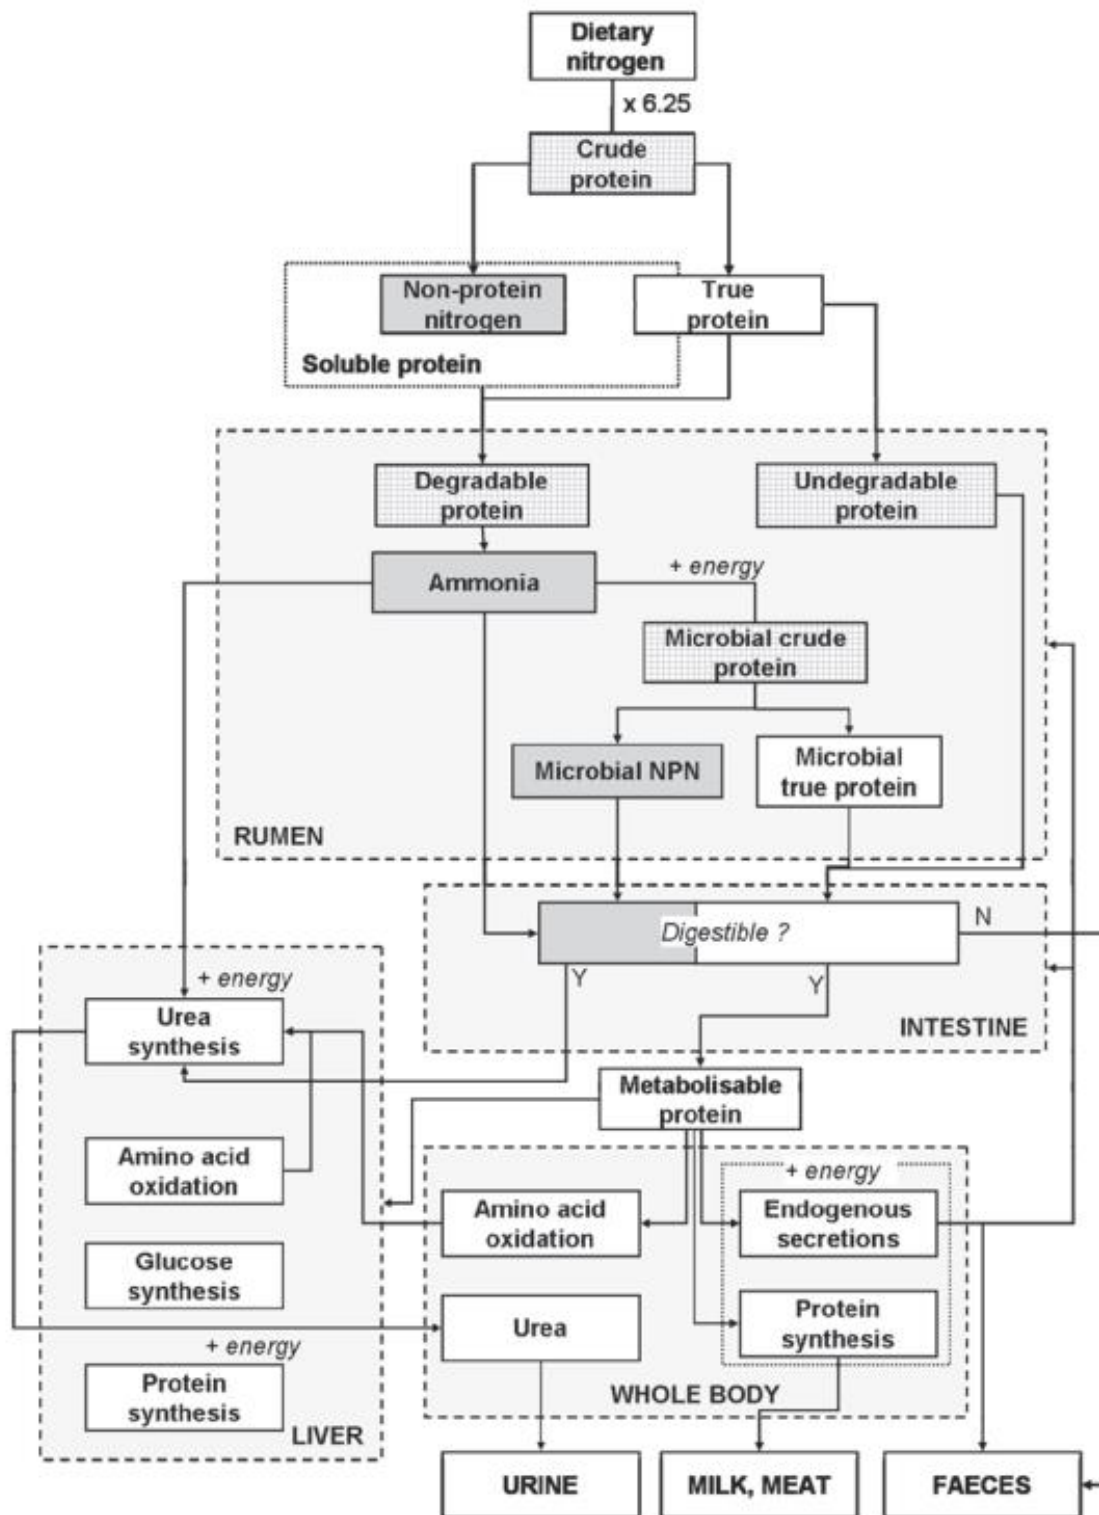 Dietary
nitrogen
x 6.25
Crude
protein
Non-protein
nitrogen
True
protein
Soluble protein
Degradable
protein
Undegradable
protein
Ammonia
+ energy
Microbial crude
protein
Microbial NPN
Microbial
true protein
RUMEN
Digestible ?
N
Y
Y
INTESTINE
+ energy
Urea
synthesis
Metabolisable
protein
Amino acid
oxidation
Amino acid
oxidation
+ energy
Endogenous
secretions
Glucose
synthesis
Urea
Protein
synthesis
+ energy
Protein
synthesis
LIVER
WHOLE BODY
URINE
MILK, MEAT
FAECES